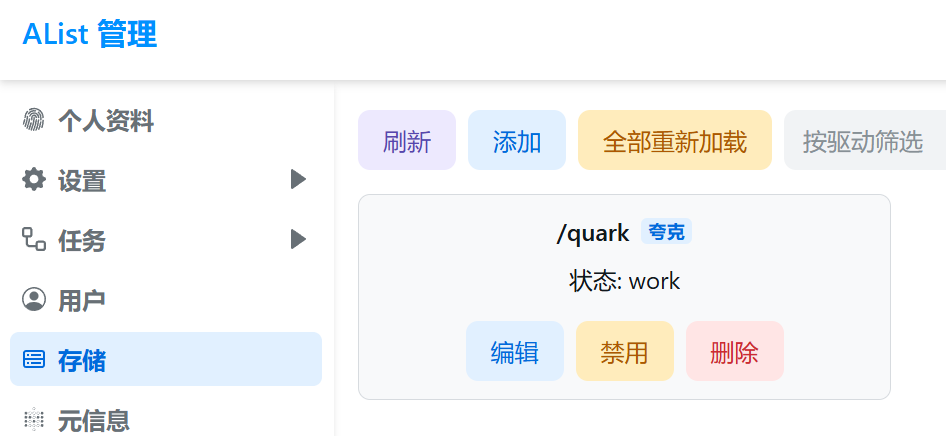 AList 管理
个人资料
设置
任务
用户
存储
元信息
刷新 添加 全部重新加载 按驱动筛选
/quark 夸克
状态: work
编辑 禁用 删除